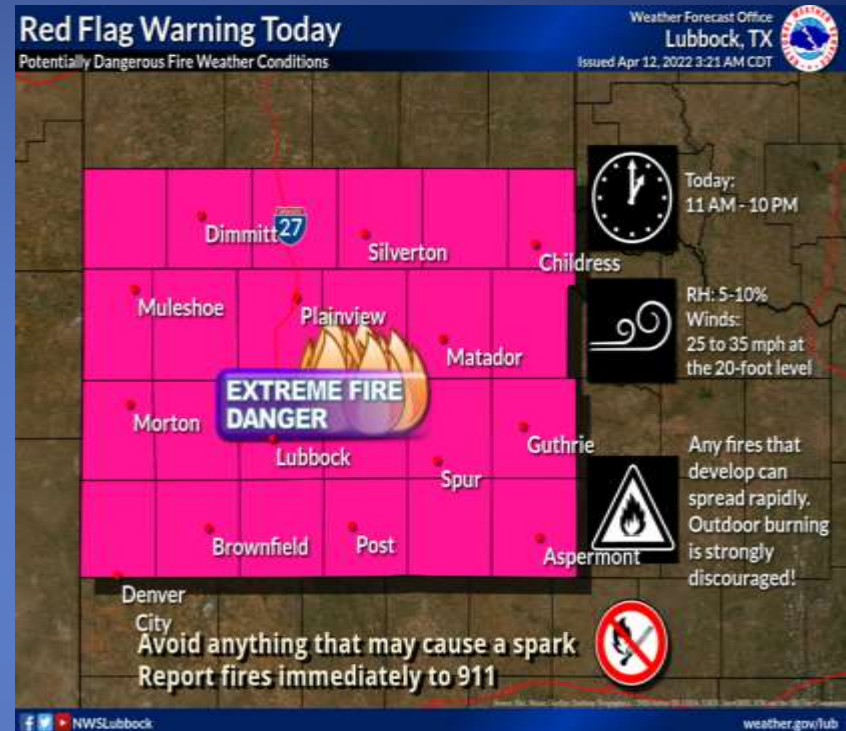 Red Flag Warning Today
Potentially Dangerous Fire Weather Conditions
Weather Forecast Office
Lubbock, TX
Issued Apr 12, 2022 3:21 AM CDT
Dimmitt
27
Silverton
Childress
Muleshoe
Plainview
Matador
EXTREME FIRE
DANGER
Morton
Lubbock
Guthrie
Spur
Brownfield
Post
Aspermont
Denver
City
Today:
11 AM - 10 PM
RH: 5-10%
Winds:
25 to 35 mph at
the 20-foot level
Any fires that
develop can
spread rapidly.
Outdoor burning
is strongly
discouraged!
Avoid anything that may cause a spark
Report fires immediately to 911
NWSLubbock
weather.gov/lub